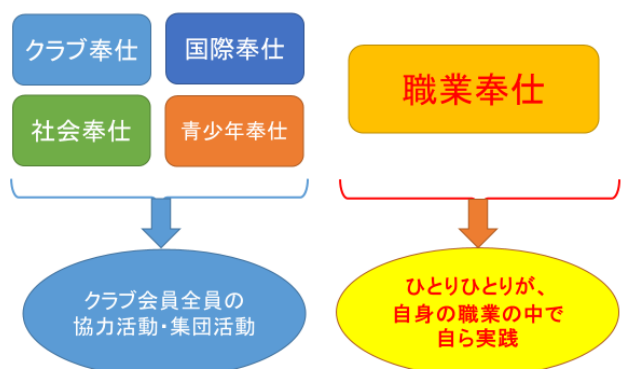 クラブ奉仕
国際奉仕
社会奉仕
青少年奉仕
クラブ会員全員の
協力活動・集団活動
職業奉仕
ひとりひとりが、
自身の職業の中で
自ら実践